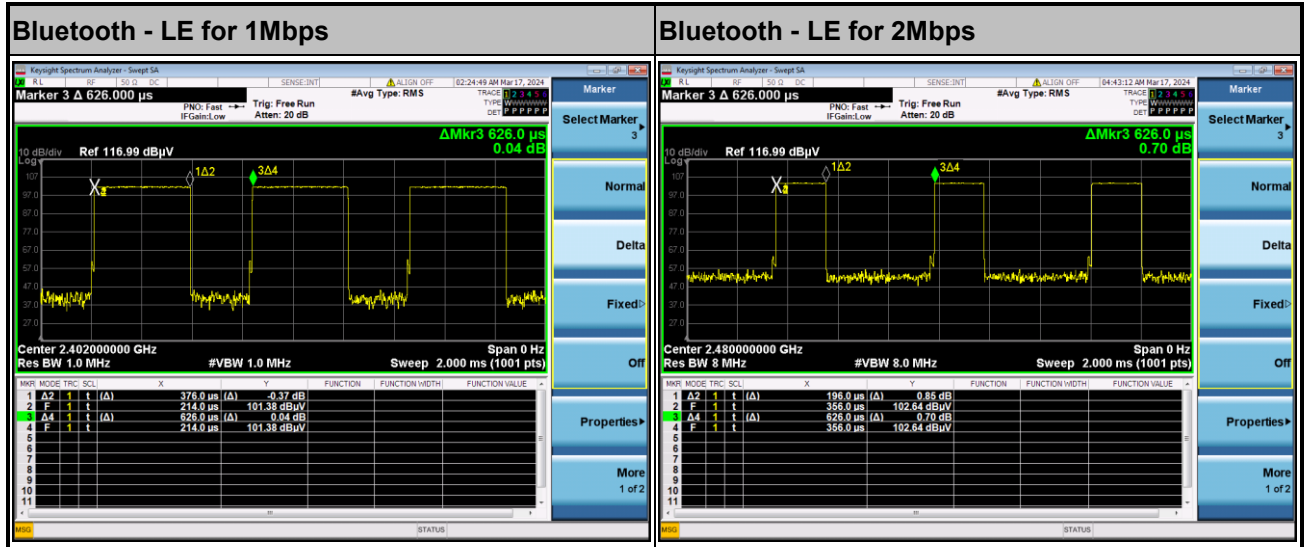 Bluetooth - LE for 1Mbps
Keysight Spectrum Analyzer - Swept SA
RL RF 50 Ω DC SENSE:INT ALIGN OFF 02:24:49 AM Mar 17, 2024
Marker 3 Δ 626.000 µs
#Avg Type: RMS
TRACE 1 2 3 4 5 6
PNO: Fast Trig: Free Run
TYPE W
IFGain:Low Atten: 20 dB
DET P P P P P P
ΔMkr3 626.0 µs
0.04 dB
10 dB/div Ref 116.99 dBµV
Log
107
97.0
87.0
77.0
67.0
57.0
47.0
37.0
27.0
X 1Δ2 3Δ4
Center 2.402000000 GHz Span 0 Hz
Res BW 1.0 MHz #VBW 1.0 MHz Sweep 2.000 ms (1001 pts)
MKR MODE TRC SCL X Y FUNCTION FUNCTION WIDTH FUNCTION VALUE
1 Δ2 1 t (Δ) 376.0 µs (Δ) -0.37 dB
2 F 1 t 214.0 µs 101.38 dBµV
3 Δ4 1 t (Δ) 626.0 µs (Δ) 0.04 dB
4 F 1 t 214.0 µs 101.38 dBµV
5
6
7
8
9
10
11
MSG STATUS
Marker
Select Marker
3
Normal
Delta
Fixed
Off
Properties
More
1 of 2
Bluetooth - LE for 2Mbps
Keysight Spectrum Analyzer - Swept SA
RL RF 50 Ω DC SENSE:INT ALIGN OFF 04:43:12 AM Mar 17, 2024
Marker 3 Δ 626.000 µs
#Avg Type: RMS
TRACE 1 2 3 4 5 6
PNO: Fast Trig: Free Run
TYPE W
IFGain:Low Atten: 20 dB
DET P P P P P P
ΔMkr3 626.0 µs
0.70 dB
10 dB/div Ref 116.99 dBµV
Log
107
97.0
87.0
77.0
67.0
57.0
47.0
37.0
27.0
X 1Δ2 3Δ4
Center 2.480000000 GHz Span 0 Hz
Res BW 8 MHz #VBW 8.0 MHz Sweep 2.000 ms (1001 pts)
MKR MODE TRC SCL X Y FUNCTION FUNCTION WIDTH FUNCTION VALUE
1 Δ2 1 t (Δ) 196.0 µs (Δ) 0.85 dB
2 F 1 t 356.0 µs 102.64 dBµV
3 Δ4 1 t (Δ) 626.0 µs (Δ) 0.70 dB
4 F 1 t 356.0 µs 102.64 dBµV
5
6
7
8
9
10
11
MSG STATUS
Marker
Select Marker
3
Normal
Delta
Fixed
Off
Properties
More
1 of 2